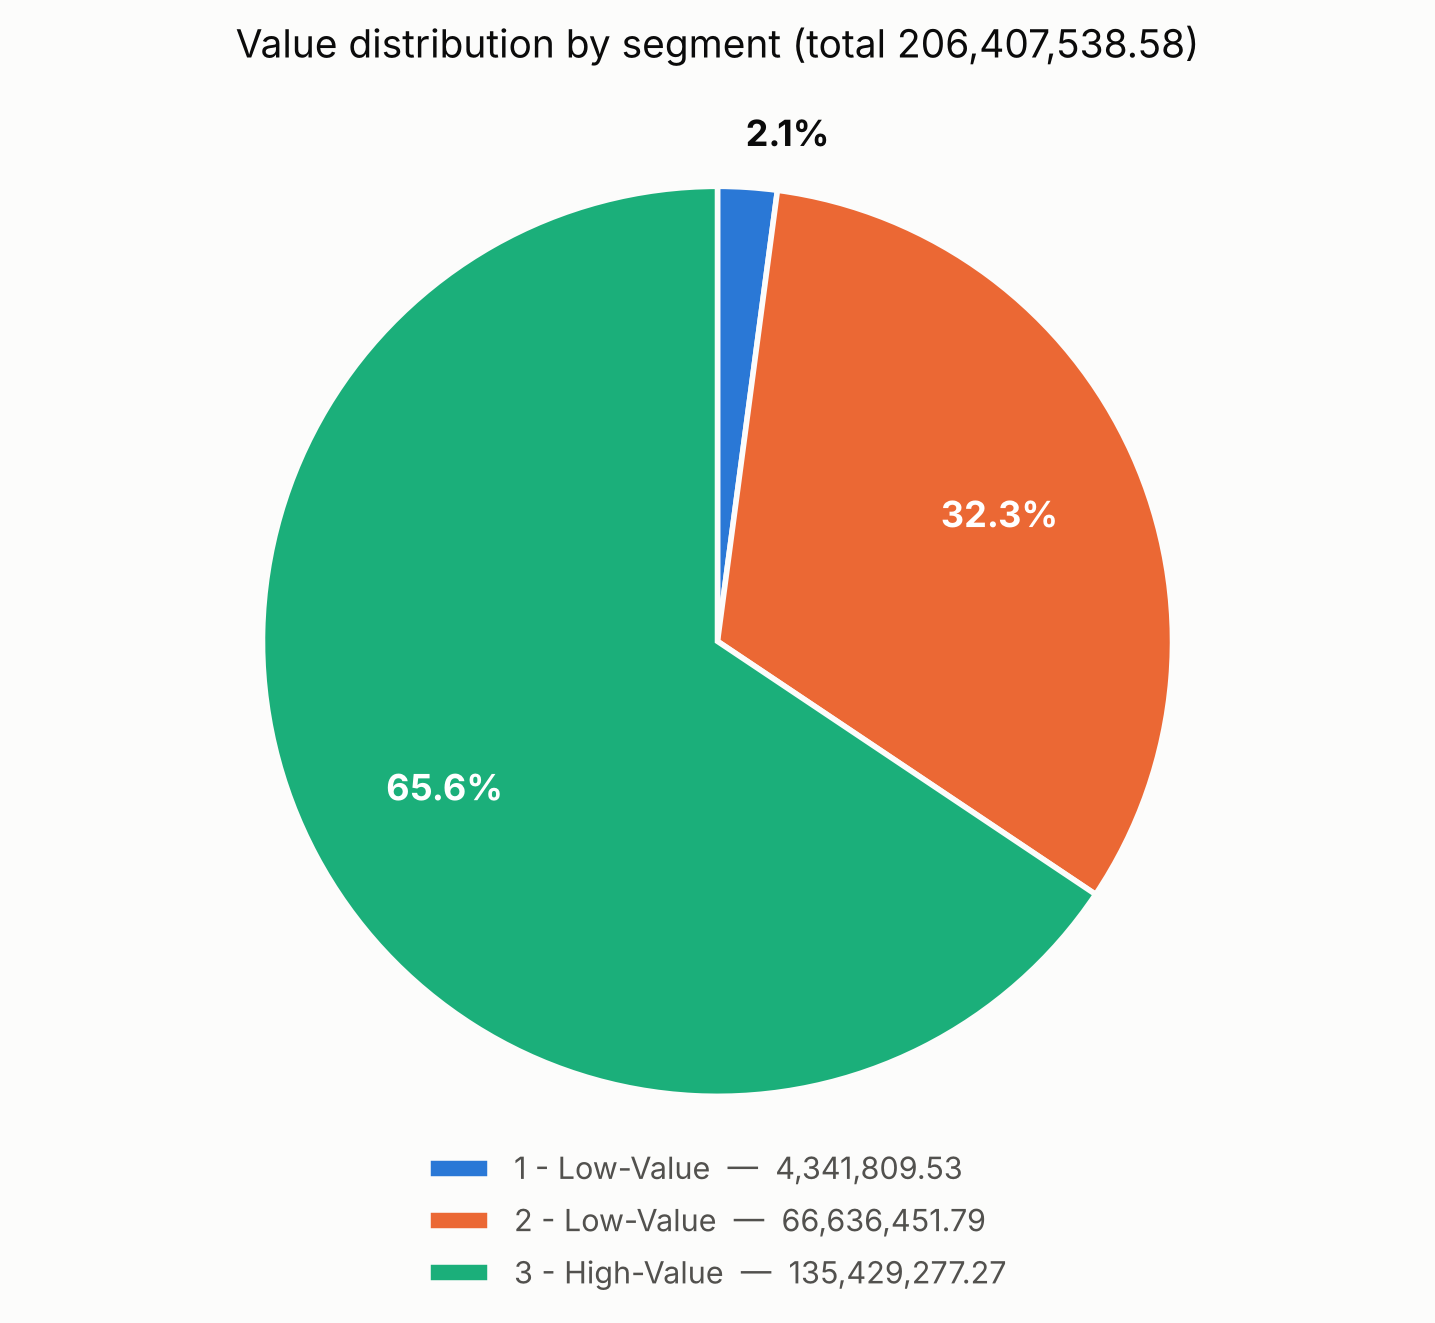 Value distribution by segment (total 206,407,538.58)
2.1%
32.3%
65.6%
1 - Low-Value — 4,341,809.53
2 - Low-Value — 66,636,451.79
3 - High-Value — 135,429,277.27